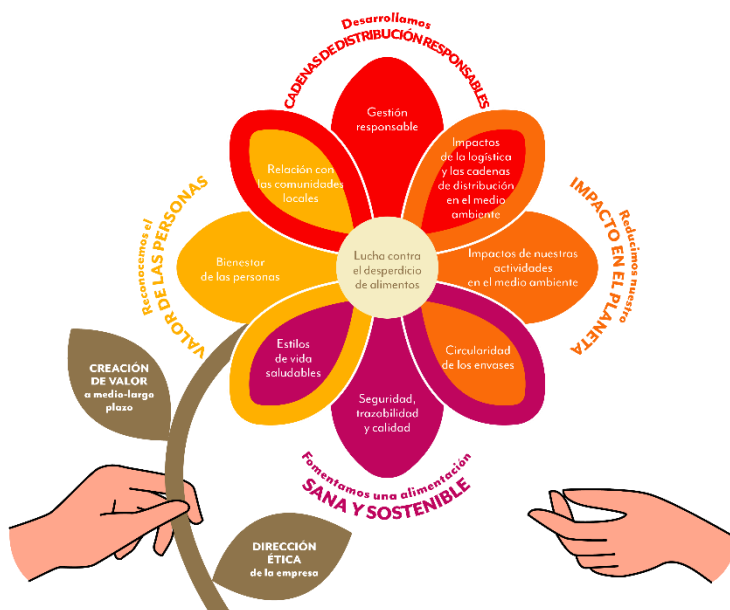 Desarrollamos
CADENAS DE DISTRIBUCIÓN RESPONSABLES
Gestión
responsable
Relación con
las comunidades
locales
Impactos
de la logística
y las cadenas
de distribución
en el medio
ambiente
Reconocemos el
VALOR DE LAS PERSONAS
Bienestar
de las personas
Lucha contra
el desperdicio
de alimentos
Impactos de nuestras
actividades
en el medio ambiente
Reducimos nuestro
IMPACTO EN EL PLANETA
Estilos
de vida
saludables
Circularidad
de los envases
Seguridad,
trazabilidad
y calidad
Fomentamos una alimentación
SANA Y SOSTENIBLE
CREACIÓN
DE VALOR
a medio-largo
plazo
DIRECCIÓN
ÉTICA
de la empresa